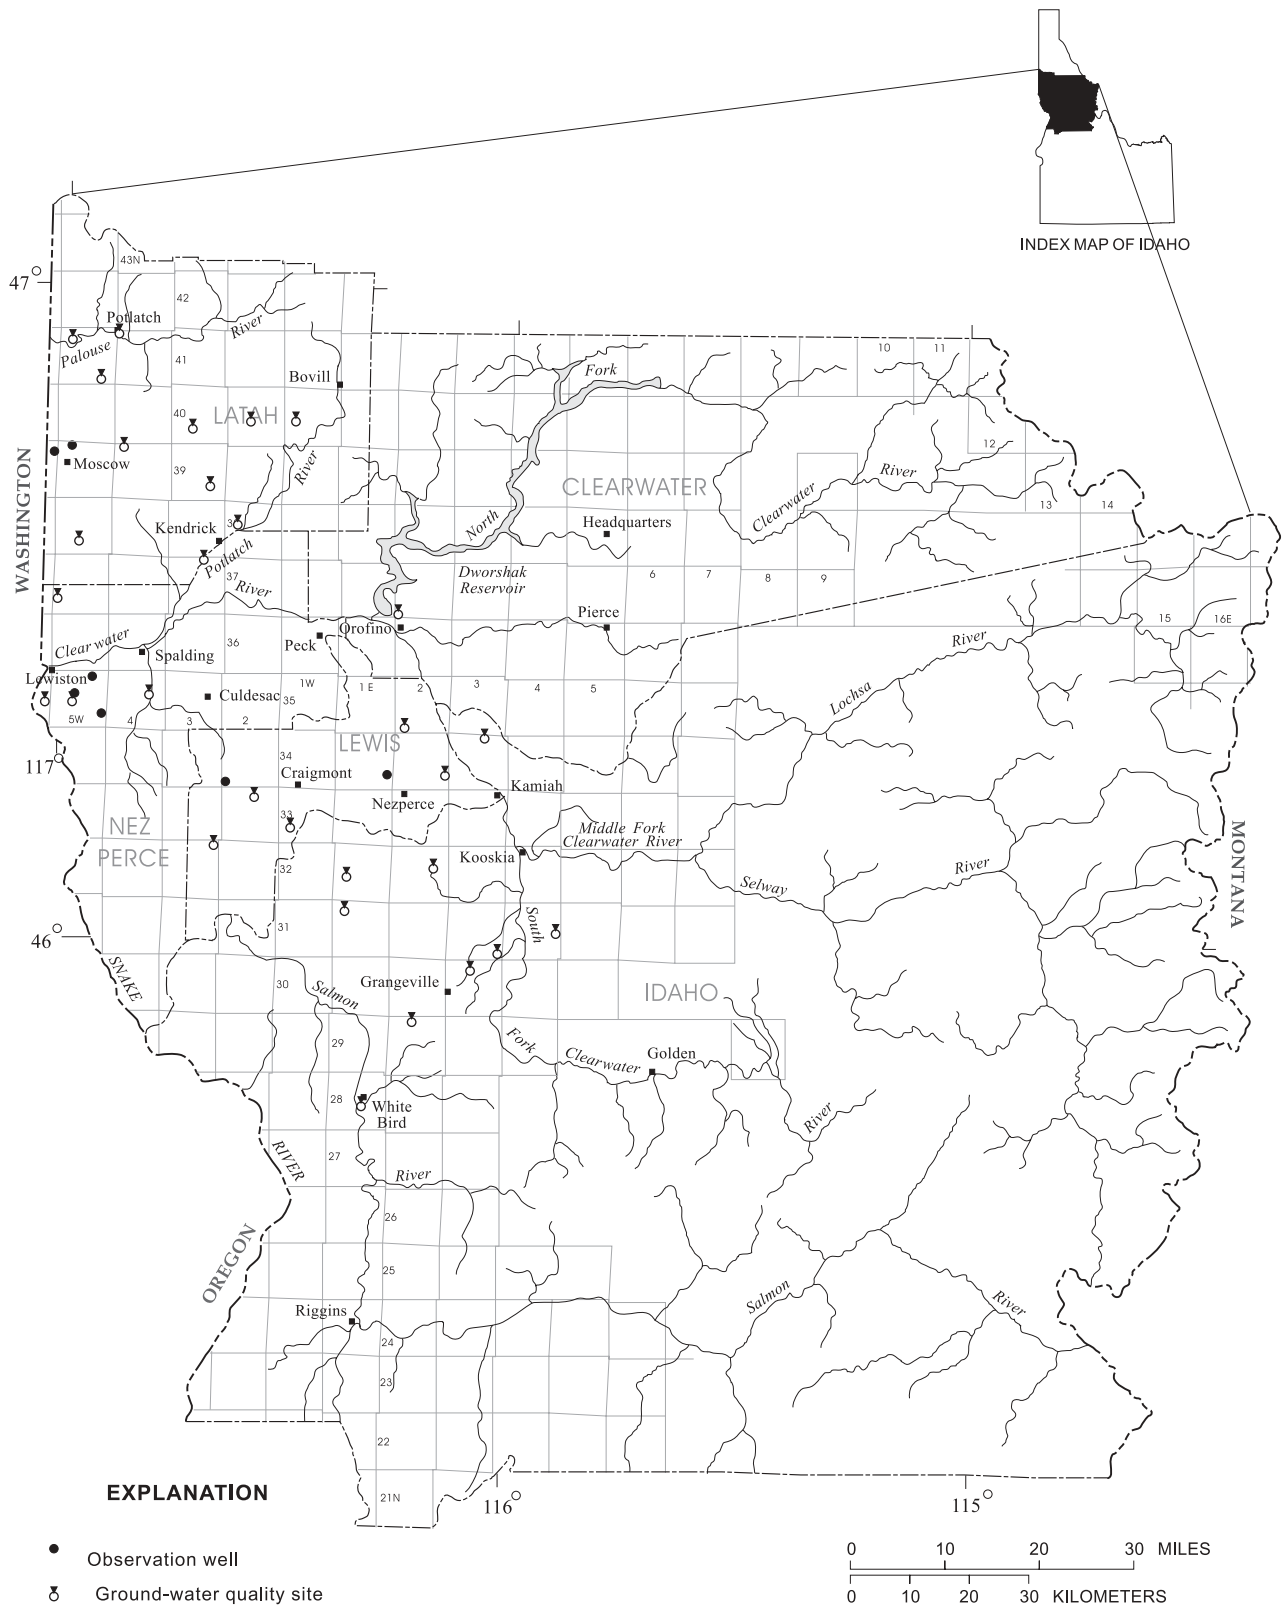 INDEX MAP OF IDAHO
47°
43N
42
Potlatch
River
Palouse
41
10
11
Bovill
Fork
40
LATAH
12
WASHINGTON
Moscow
39
River
CLEARWATER
River
13
14
Kendrick
38
North
Headquarters
Clearwater
Potlatch
37
River
Dworshak
Reservoir
6
7
8
9
Pierce
15
16E
Clearwater
36
Peck
Orofino
River
Spalding
Lewiston
Culdesac
1W
1 E
2
3
4
5
Lochsa
5W
4
3
2
35
117°
34
LEWIS
Craigmont
Nezperce
Kamiah
NEZ
PERCE
33
Middle Fork
Clearwater River
MONTANA
32
Kooskia
Selway
River
46°
31
South
SNAKE
30
Salmon
Grangeville
IDAHO
29
Fork
Clearwater
Golden
28
White
Bird
River
RIVER
27
River
26
OREGON
25
Riggins
Salmon
River
24
23
22
21N
116°
115°
EXPLANATION
Observation well
Ground-water quality site
0 10 20 30 MILES
0 10 20 30 KILOMETERS